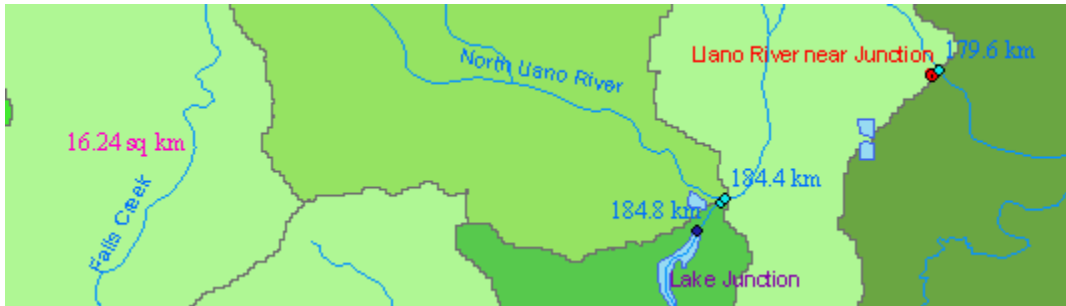 Llano River near Junction
179.6 km
North Llano River
16.24 sq km
184.4 km
184.8 km
Falls Creek
Lake Junction